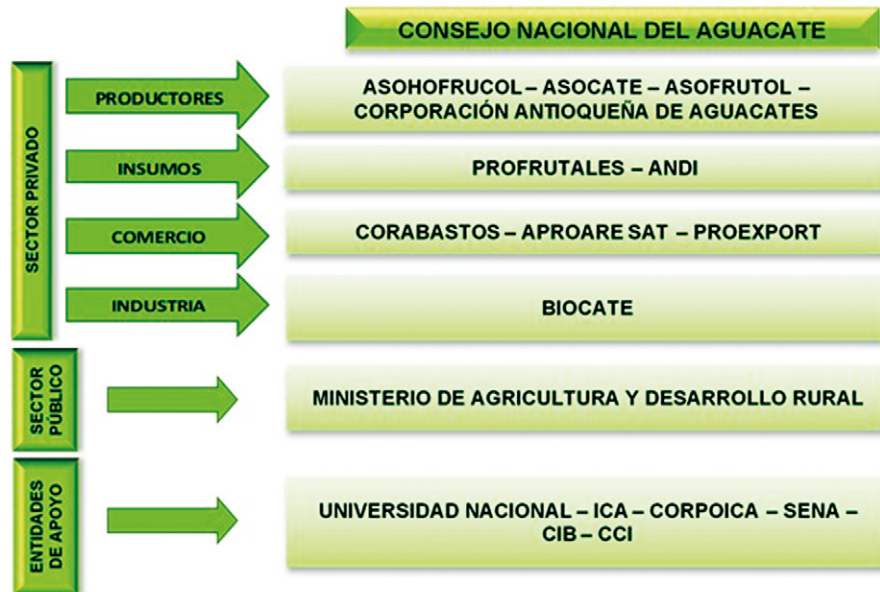 CONSEJO NACIONAL DEL AGUACATE
SECTOR PRIVADO
PRODUCTORES
ASOHOFRUCOL – ASOCATE – ASOFRUTOL –
CORPORACIÓN ANTIOQUEÑA DE AGUACATES
INSUMOS
PROFRUTALES – ANDI
COMERCIO
CORABASTOS – APROARE SAT – PROEXPORT
INDUSTRIA
BIOCATE
SECTOR
PÚBLICO
MINISTERIO DE AGRICULTURA Y DESARROLLO RURAL
ENTIDADES
DE APOYO
UNIVERSIDAD NACIONAL – ICA – CORPOICA – SENA –
CIB – CCI